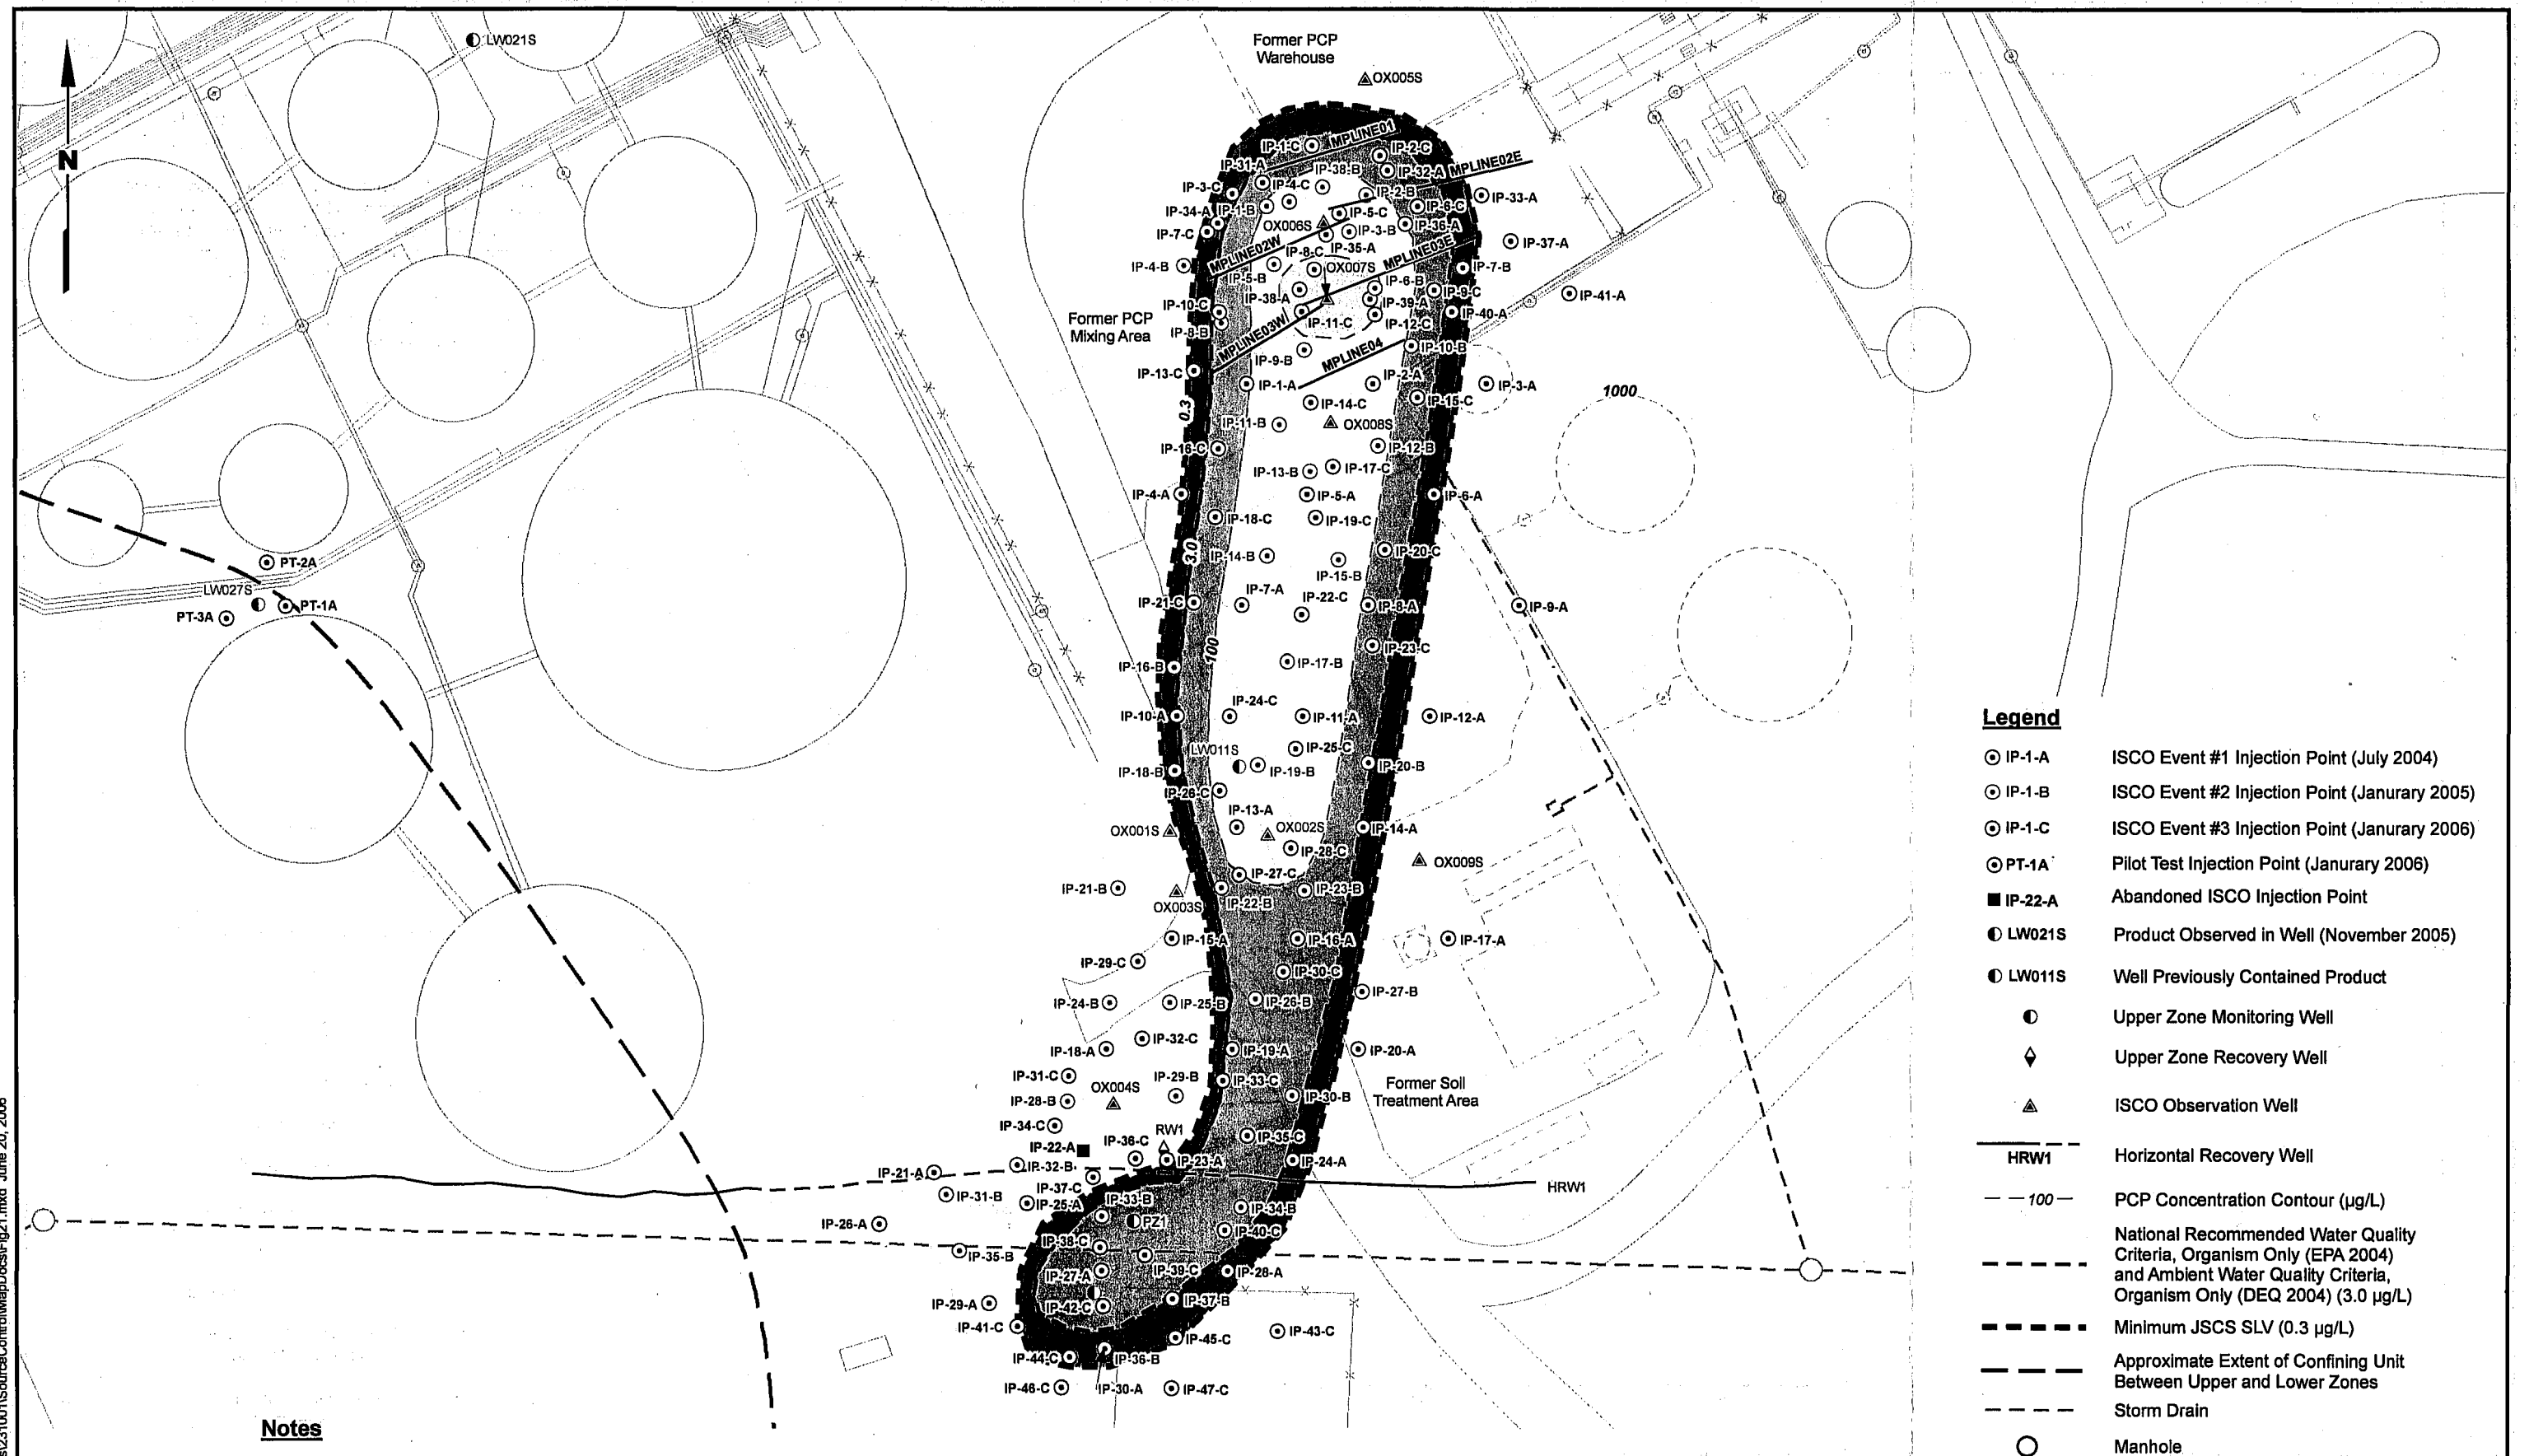 LW021S
Former PCP
Warehouse
OX005S
N
IP-1-C
MPLINE01
IP-2-C
IP-31-A
IP-38-B
IP-32-A
MPLINE02E
IP-3-C
IP-4-C
IP-2-B
IP-33-A
IP-34-A
IP-1-B
IP-5-C
IP-6-C
OX006S
IP-3-B
IP-36-A
IP-7-C
IP-35-A
IP-37-A
MPLINE02W
IP-8-C
MPLINE03E
IP-4-B
OX007S
IP-7-B
IP-5-B
IP-6-B
IP-9-C
IP-38-A
IP-39-A
IP-41-A
IP-10-C
IP-11-C
IP-12-C
IP-40-A
Former PCP
Mixing Area
IP-8-B
MPLINE03W
IP-9-B
MPLINE04
IP-10-B
IP-13-C
IP-1-A
IP-2-A
IP-3-A
1000
0.3
IP-14-C
IP-15-C
IP-11-B
OX008S
IP-16-C
IP-12-B
IP-13-B
IP-17-C
IP-4-A
IP-5-A
IP-6-A
IP-18-C
IP-19-C
3.0
IP-14-B
IP-20-C
IP-15-B
PT-2A
LW027S
PT-1A
PT-3A
IP-21-C
IP-7-A
IP-22-C
IP-8-A
IP-9-A
100
IP-23-C
IP-16-B
IP-17-B
IP-24-C
IP-10-A
IP-11-A
IP-12-A
LW011S
IP-25-C
IP-18-B
IP-19-B
IP-20-B
IP-26-C
IP-13-A
OX001S
OX002S
IP-14-A
IP-28-C
OX009S
IP-27-C
IP-21-B
IP-23-B
OX003S
IP-22-B
IP-15-A
IP-16-A
IP-17-A
IP-29-C
IP-30-C
IP-24-B
IP-25-B
IP-26-B
IP-27-B
IP-32-C
IP-18-A
IP-19-A
IP-20-A
IP-31-C
IP-29-B
IP-33-C
OX004S
Former Soil
Treatment Area
IP-28-B
IP-30-B
IP-34-C
RW1
IP-35-C
IP-22-A
IP-36-C
IP-23-A
IP-24-A
IP-21-A
IP-32-B
IP-37-C
HRW1
IP-31-B
IP-25-A
IP-33-B
IP-34-B
IP-26-A
PZ1
IP-40-C
IP-35-B
IP-38-C
IP-39-C
IP-27-A
IP-28-A
IP-29-A
IP-42-C
IP-37-B
IP-41-C
IP-45-C
IP-43-C
IP-44-C
IP-36-B
IP-46-C
IP-30-A
IP-47-C
Notes
Legend
IP-1-A ISCO Event #1 Injection Point (July 2004)
IP-1-B ISCO Event #2 Injection Point (Janurary 2005)
IP-1-C ISCO Event #3 Injection Point (Janurary 2006)
PT-1A Pilot Test Injection Point (Janurary 2006)
IP-22-A Abandoned ISCO Injection Point
LW021S Product Observed in Well (November 2005)
LW011S Well Previously Contained Product
Upper Zone Monitoring Well
Upper Zone Recovery Well
ISCO Observation Well
HRW1 Horizontal Recovery Well
100 PCP Concentration Contour (µg/L)
National Recommended Water Quality
Criteria, Organism Only (EPA 2004)
and Ambient Water Quality Criteria,
Organism Only (DEQ 2004) (3.0 µg/L)
Minimum JSCS SLV (0.3 µg/L)
Approximate Extent of Confining Unit
Between Upper and Lower Zones
Storm Drain
Manhole